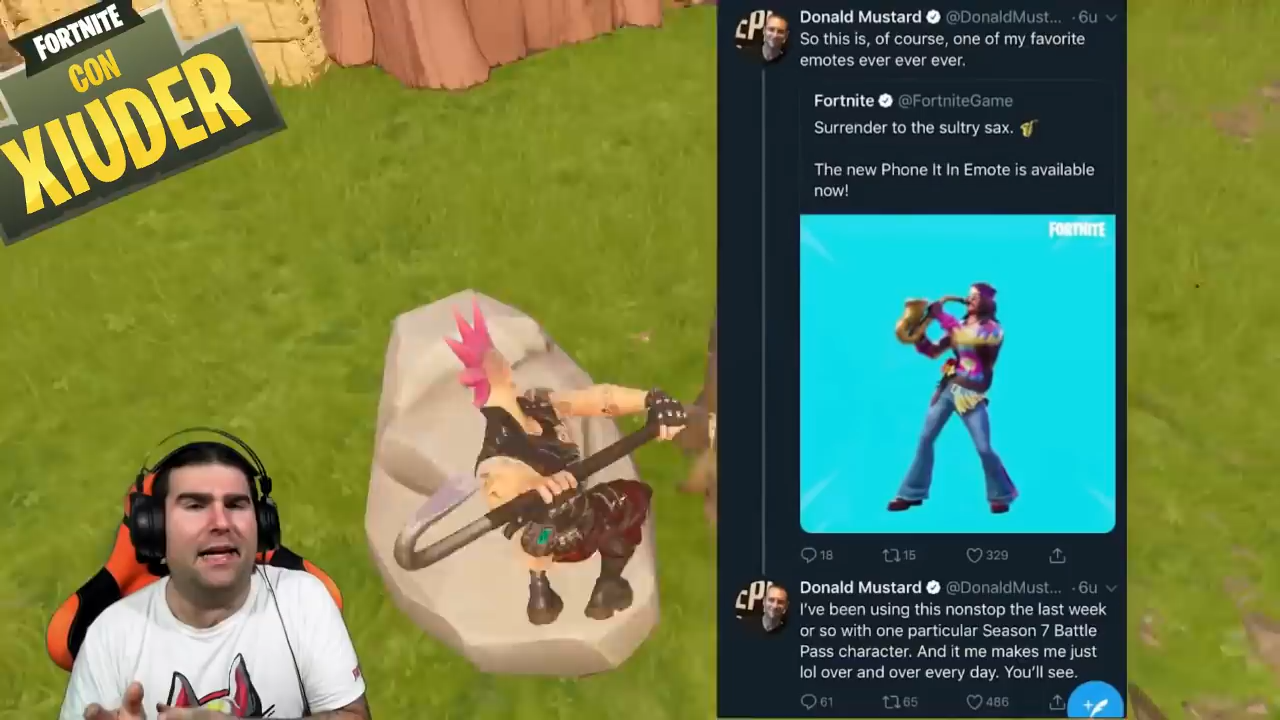 FORTNITE
CON
XIUDER
Donald Mustard @DonaldMust... · 6u
So this is, of course, one of my favorite
emotes ever ever ever.
Fortnite @FortniteGame
Surrender to the sultry sax. 🎷
The new Phone It In Emote is available
now!
FORTNITE
18 15 329
Donald Mustard @DonaldMust... · 6u
I've been using this nonstop the last week
or so with one particular Season 7 Battle
Pass character. And it me makes me just
lol over and over every day. You'll see.
61 65 486